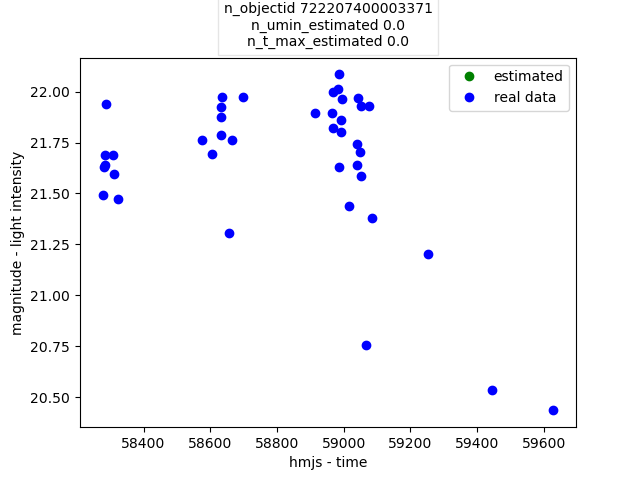 n_objectid 722207400003371
n_umin_estimated 0.0
n_t_max_estimated 0.0
estimated
real data
magnitude - light intensity
22.00
21.75
21.50
21.25
21.00
20.75
20.50
58400 58600 58800 59000 59200 59400 59600
hmjs - time